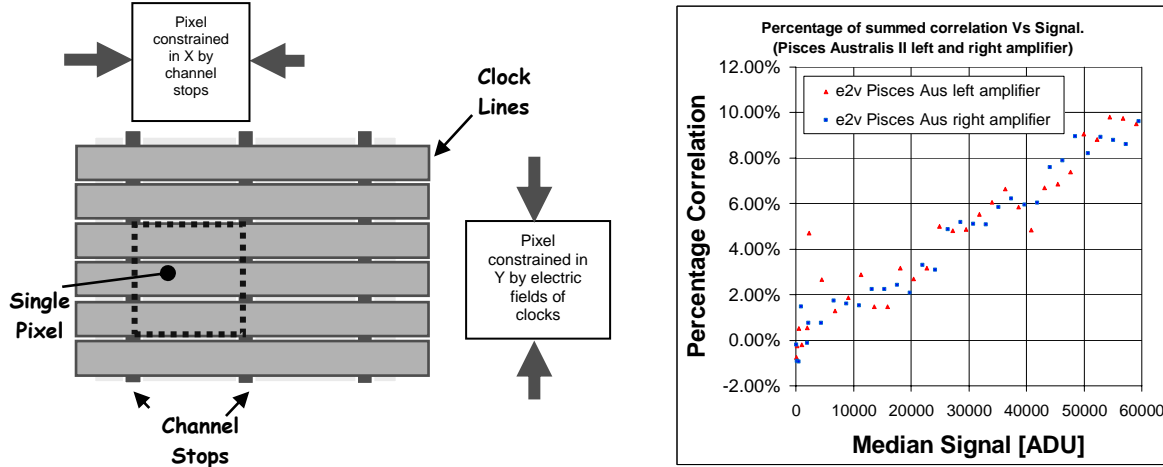 Pixel
constrained
in X by
channel
stops
Clock
Lines
Pixel
constrained in
Y by electric
fields of
clocks
Single
Pixel
Channel
Stops
Percentage of summed correlation Vs Signal.
(Pisces Australis II left and right amplifier)
12.00%
10.00%
8.00%
6.00%
4.00%
2.00%
0.00%
-2.00%
Percentage Correlation
e2v Pisces Aus left amplifier
e2v Pisces Aus right amplifier
0 10000 20000 30000 40000 50000 60000
Median Signal [ADU]